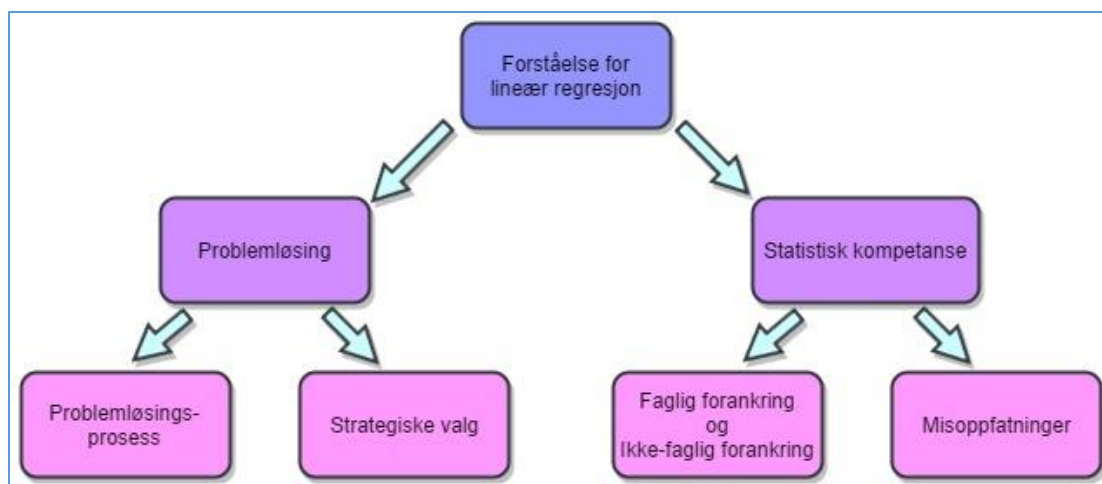 Forståelse for
lineær regresjon
Problemløsing
Statistisk kompetanse
Problemløsings-
prosess
Strategiske valg
Faglig forankring
og
Ikke-faglig forankring
Misoppfatninger